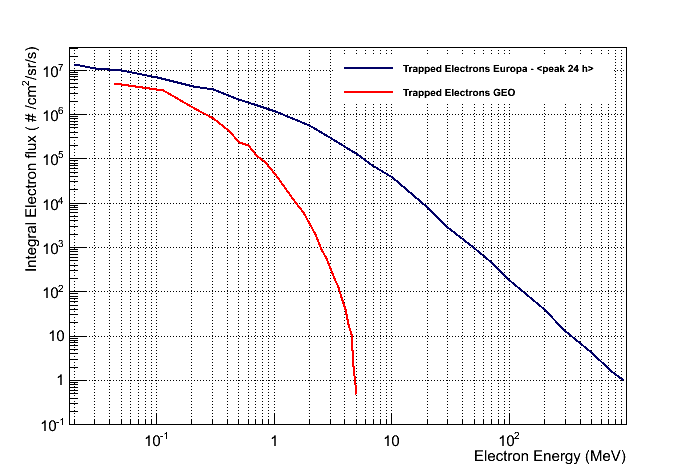 Integral Electron flux ( # /cm²/sr/s)
10⁷
10⁶
10⁵
10⁴
10³
10²
10
1
10⁻¹
Trapped Electrons Europa - <peak 24 h>
Trapped Electrons GEO
10⁻¹ 1 10 10²
Electron Energy (MeV)